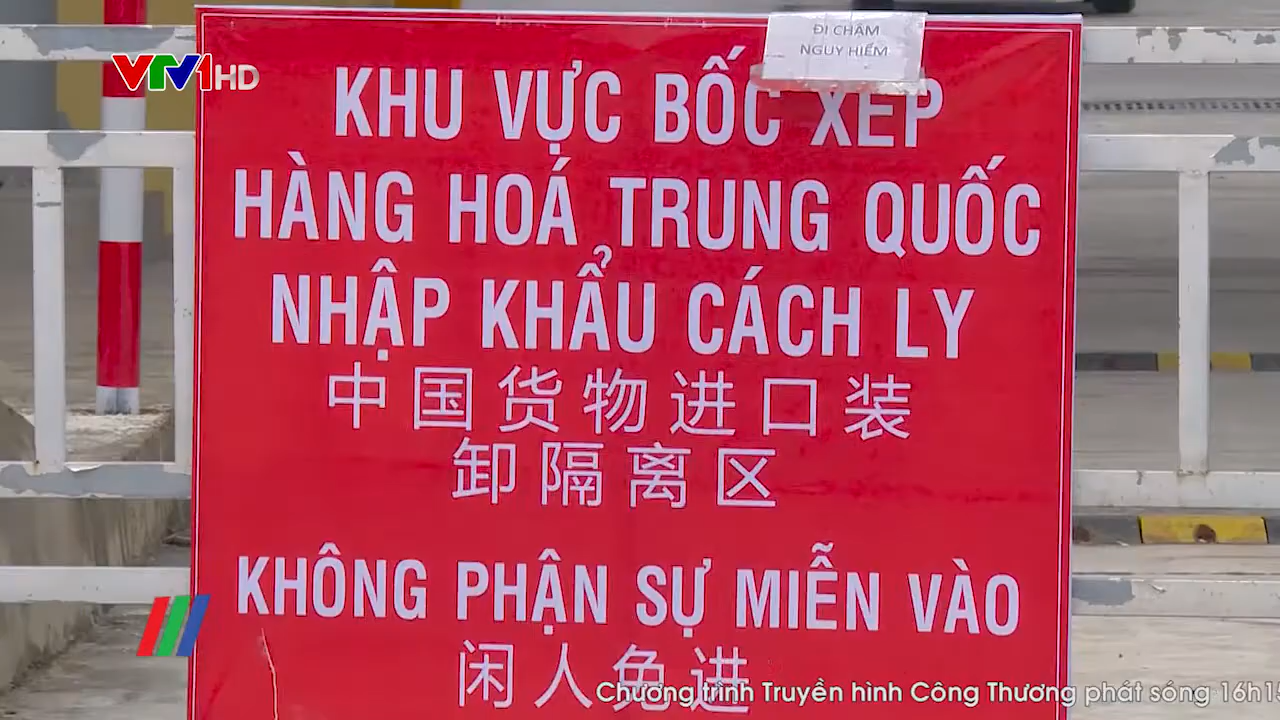 VTV1 HD
ĐI CHẬM
NGUY HIỂM
KHU VỰC BỐC XẾP
HÀNG HOÁ TRUNG QUỐC
NHẬP KHẨU CÁCH LY
中国货物进口装
卸隔离区
KHÔNG PHẬN SỰ MIỄN VÀO
闲人免进
Chương trình Truyền hình Công Thương phát sóng 16h15